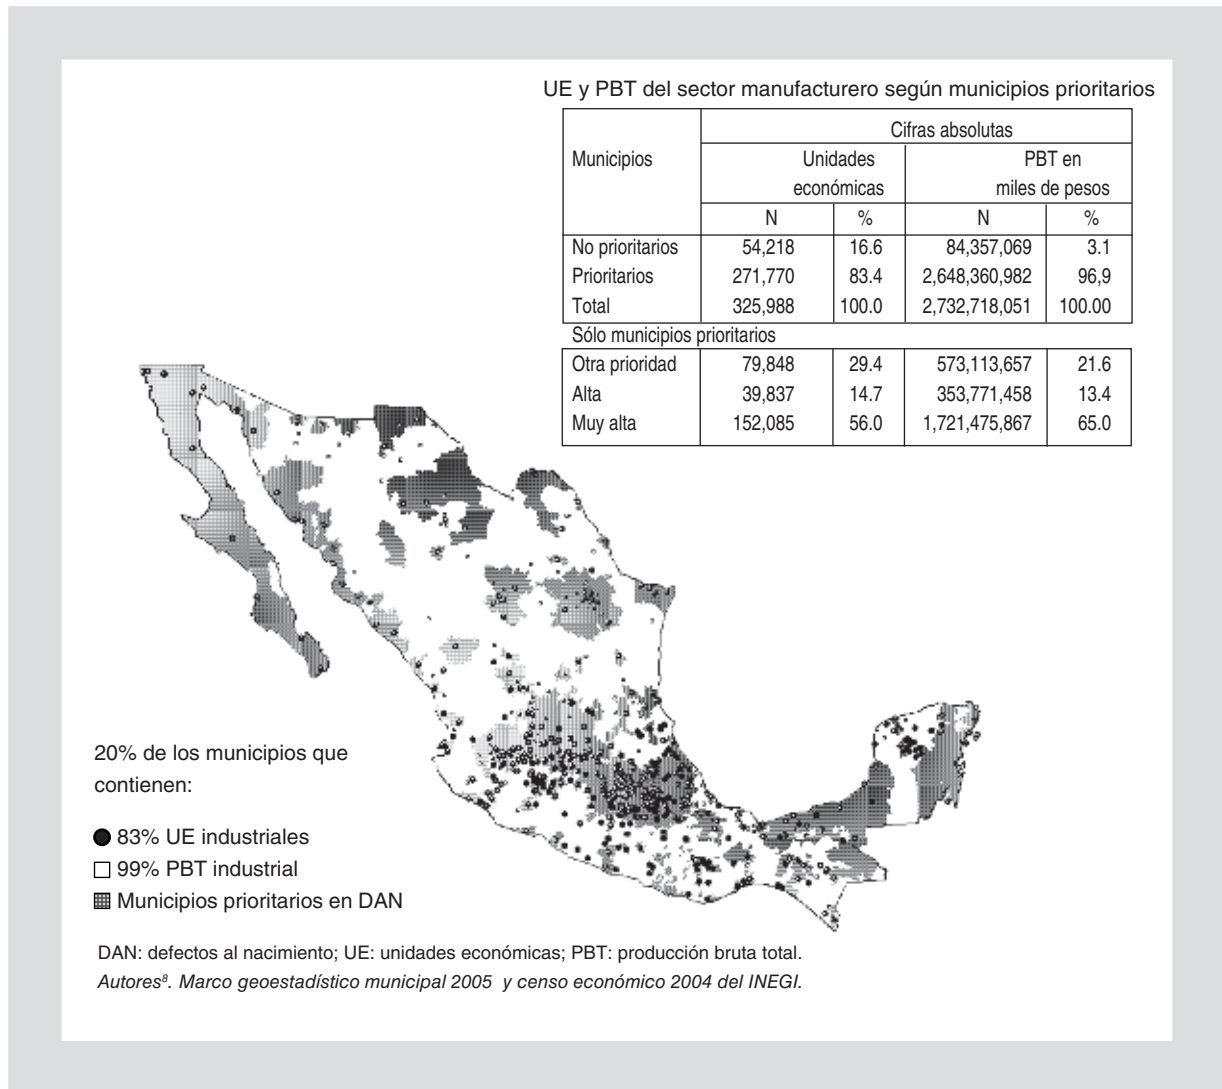 UE y PBT del sector manufacturero según municipios prioritarios
Cifras absolutas
Municipios Unidades PBT en
económicas miles de pesos
N % N %
No prioritarios 54,218 16.6 84,357,069 3.1
Prioritarios 271,770 83.4 2,648,360,982 96,9
Total 325,988 100.0 2,732,718,051 100.00
Sólo municipios prioritarios
Otra prioridad 79,848 29.4 573,113,657 21.6
Alta 39,837 14.7 353,771,458 13.4
Muy alta 152,085 56.0 1,721,475,867 65.0
20% de los municipios que
contienen:
83% UE industriales
99% PBT industrial
Municipios prioritarios en DAN
DAN: defectos al nacimiento; UE: unidades económicas; PBT: producción bruta total.
Autores⁸. Marco geoestadístico municipal 2005 y censo económico 2004 del INEGI.